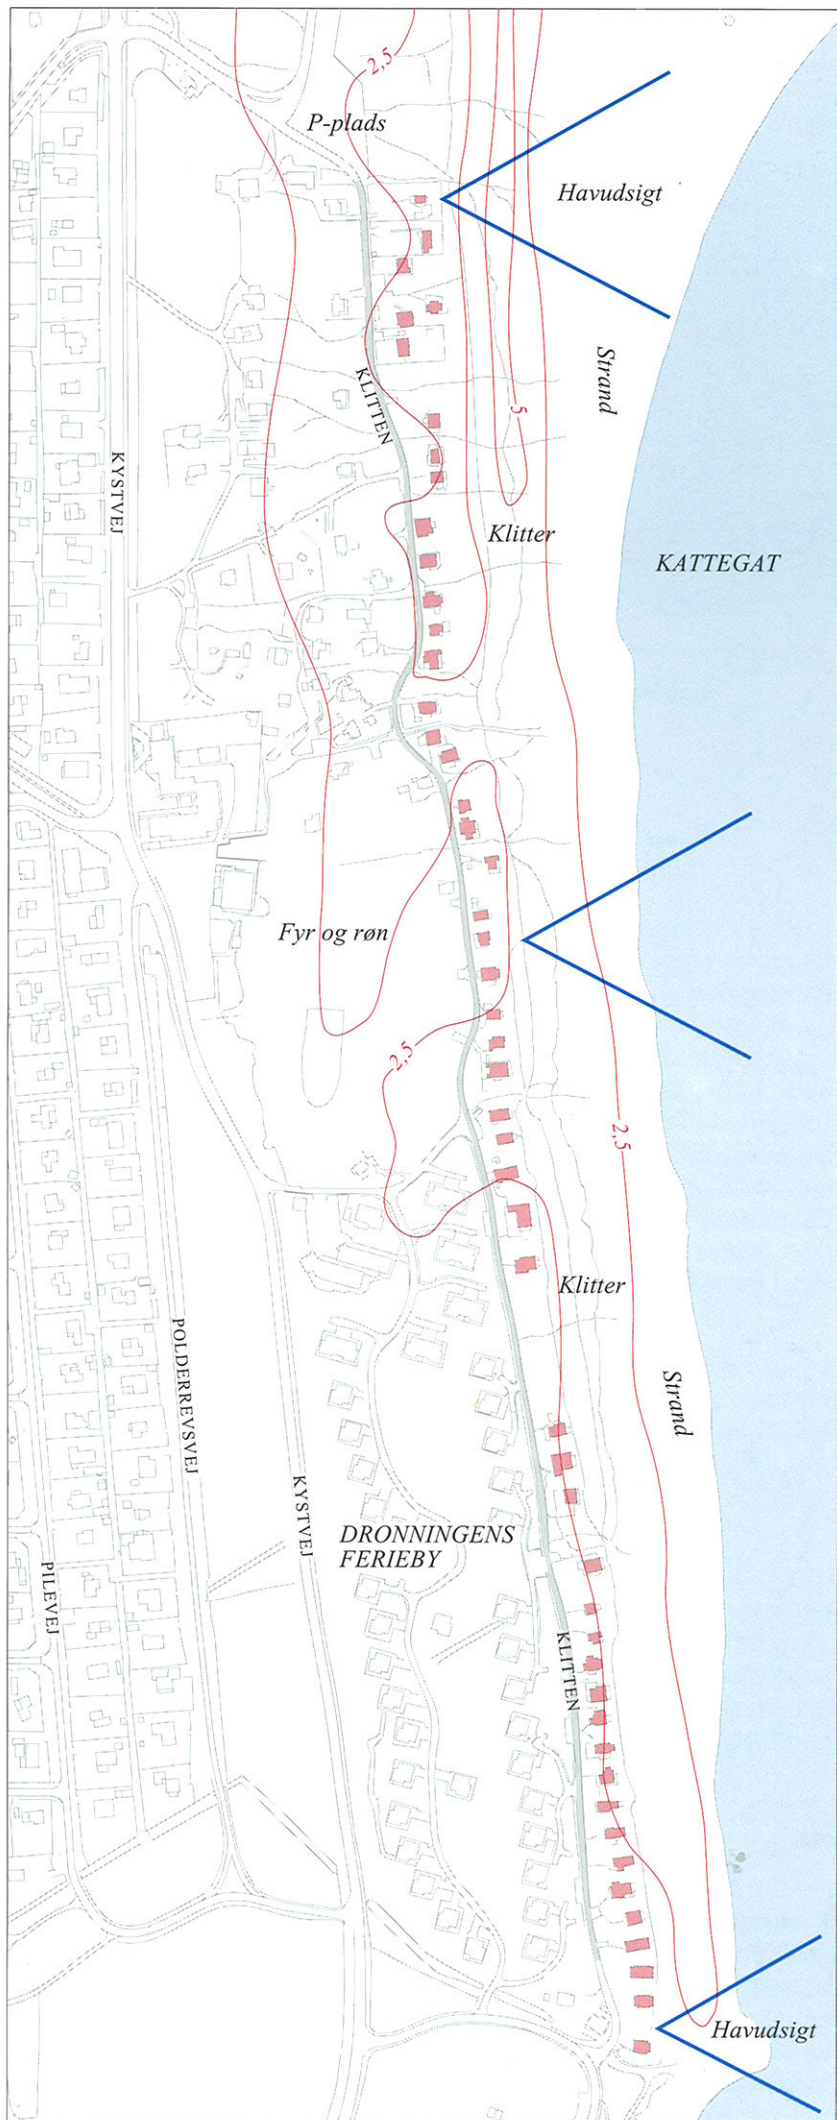 2,5
P-plads
Havudsigt
Strand
KLITTEN
5
KYSTVEJ
Klitter
KATTEGAT
Fyr og røn
2,5
2,5
Klitter
POLDERREVSVEJ
Strand
KYSTVEJ
DRONNINGENS
FERIEBY
PILEVEJ
KLITTEN
Havudsigt